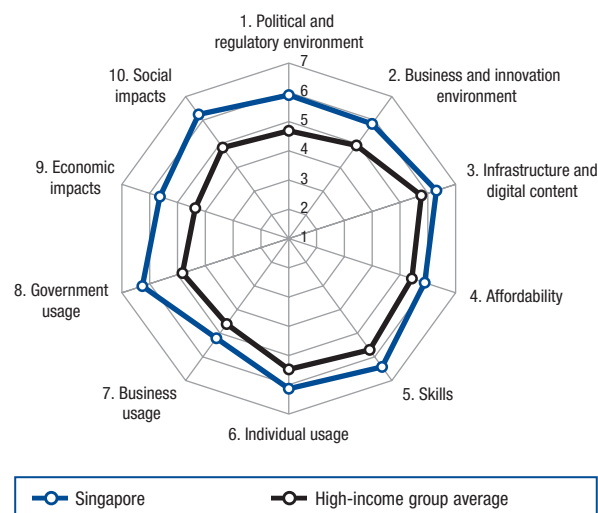 1. Political and
regulatory environment
10. Social
impacts
2. Business and innovation
environment
9. Economic
impacts
3. Infrastructure and
digital content
8. Government
usage
4. Affordability
7. Business
usage
5. Skills
6. Individual usage
7
6
5
4
3
2
1
Singapore
High-income group average